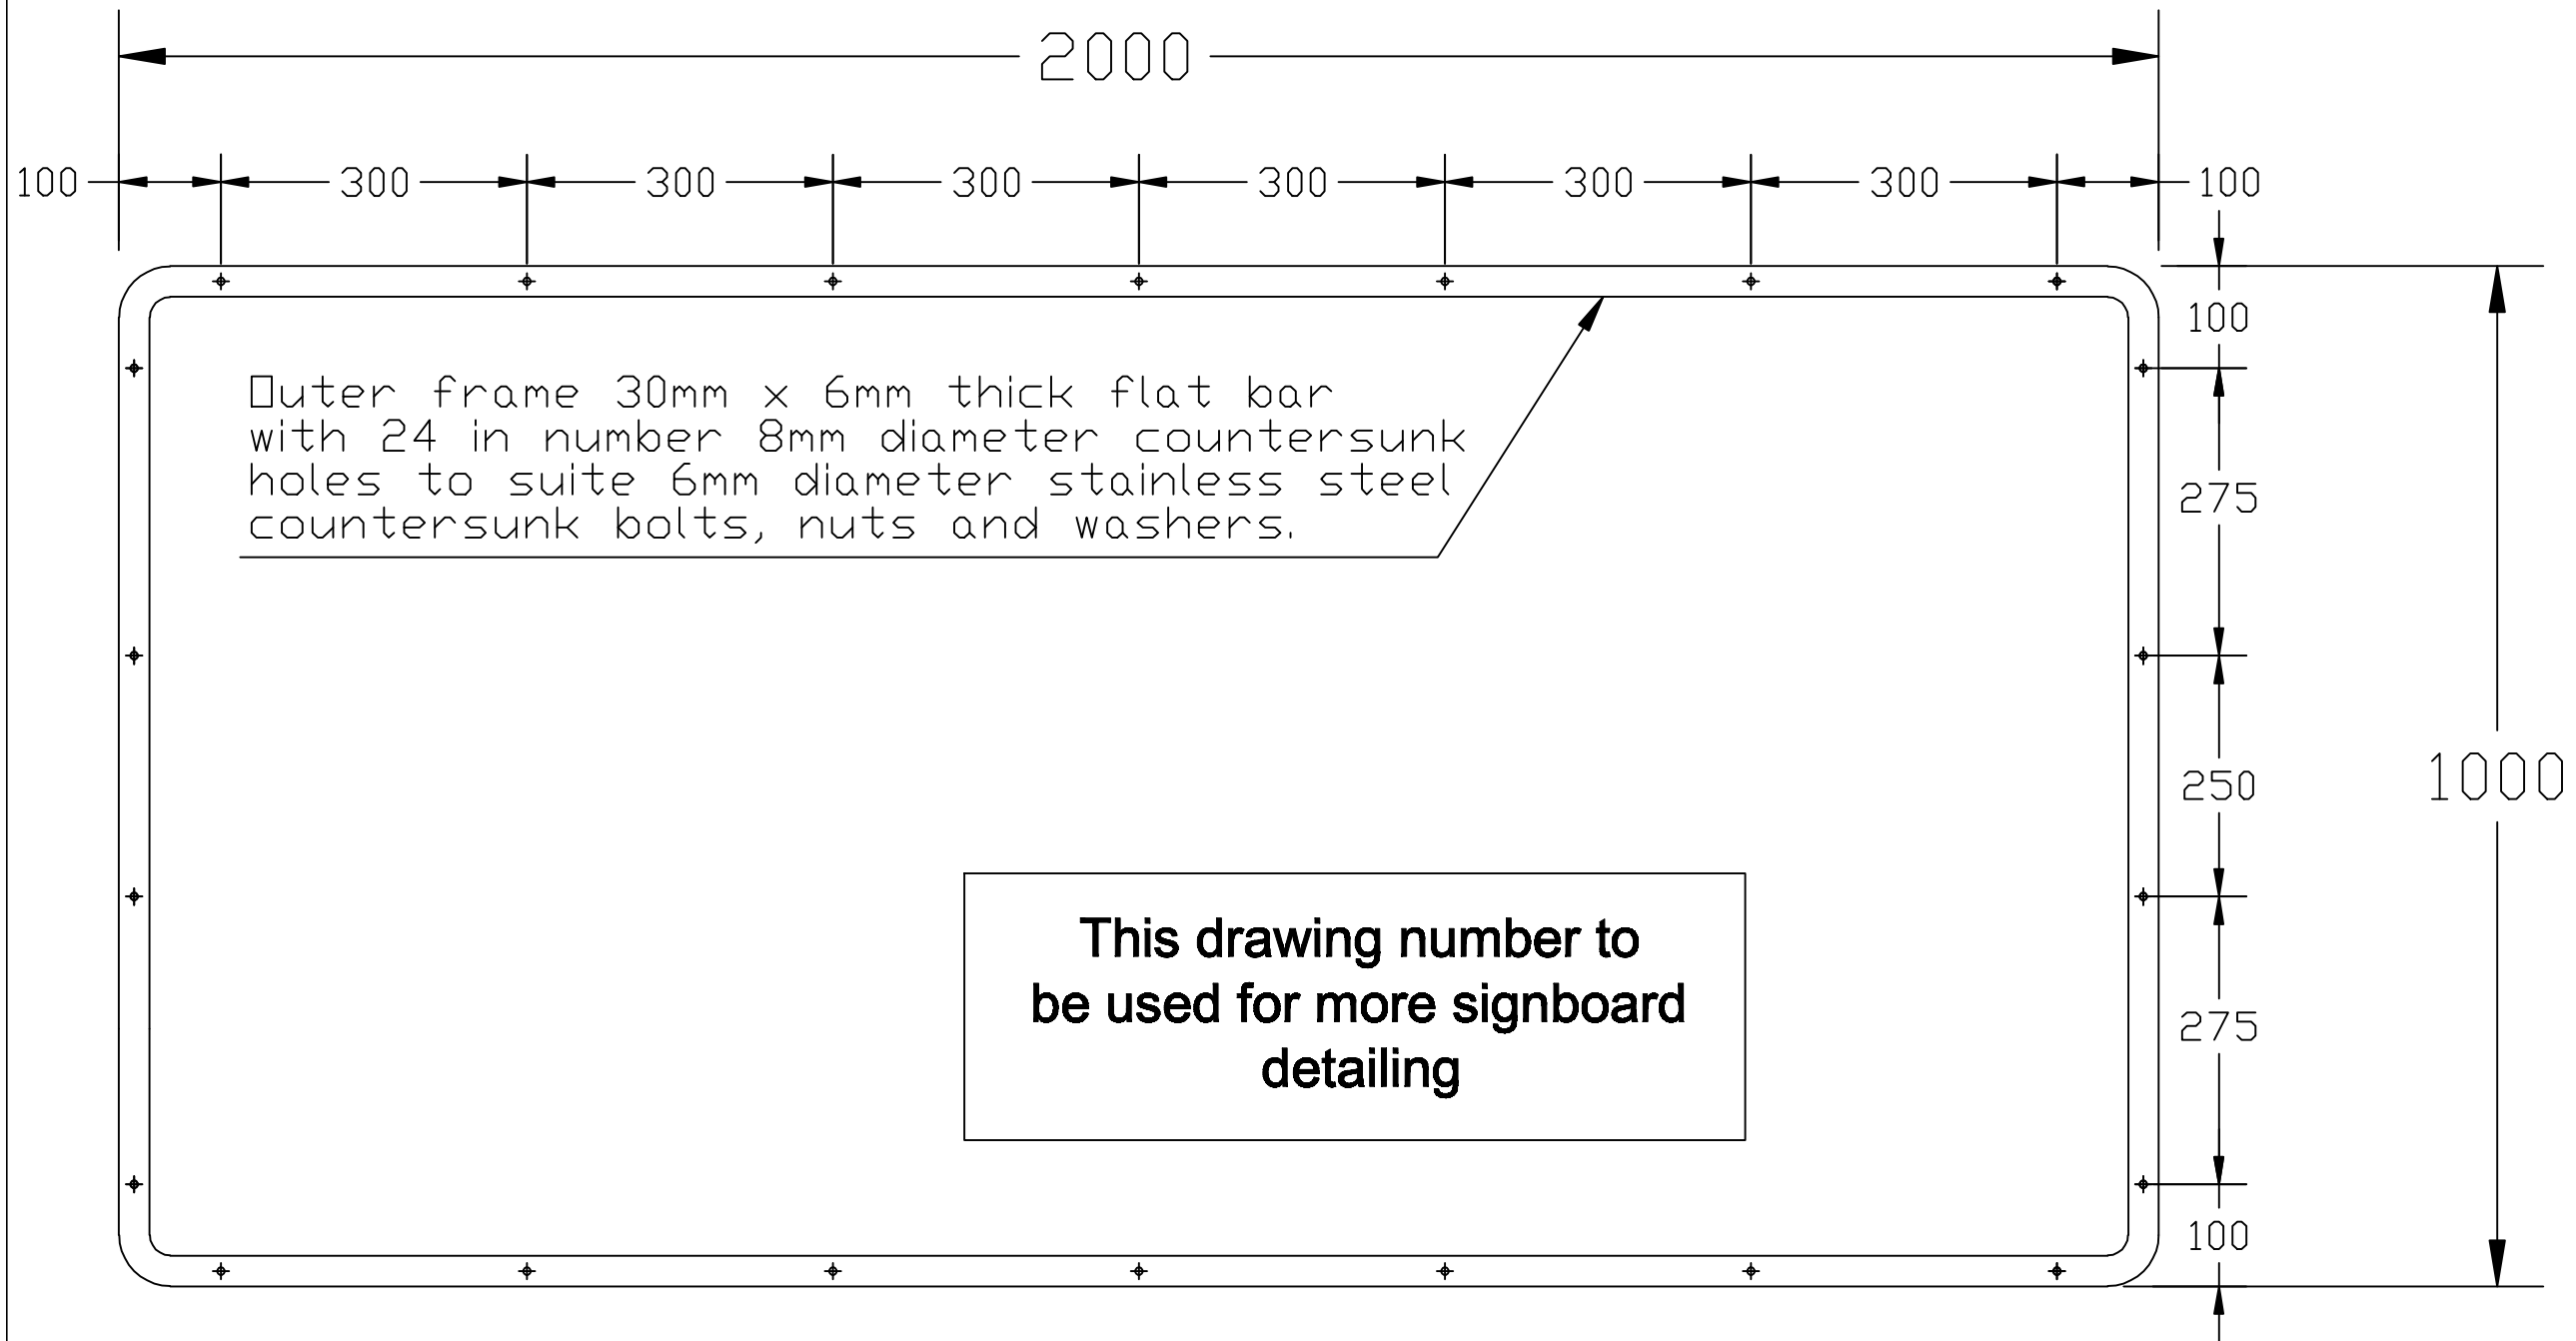 2000
100 300 300 300 300 300 300 100
100
Outer frame 30mm x 6mm thick flat bar
with 24 in number 8mm diameter countersunk
holes to suite 6mm diameter stainless steel
countersunk bolts, nuts and washers.
275
250
1000
This drawing number to
be used for more signboard
detailing
275
100